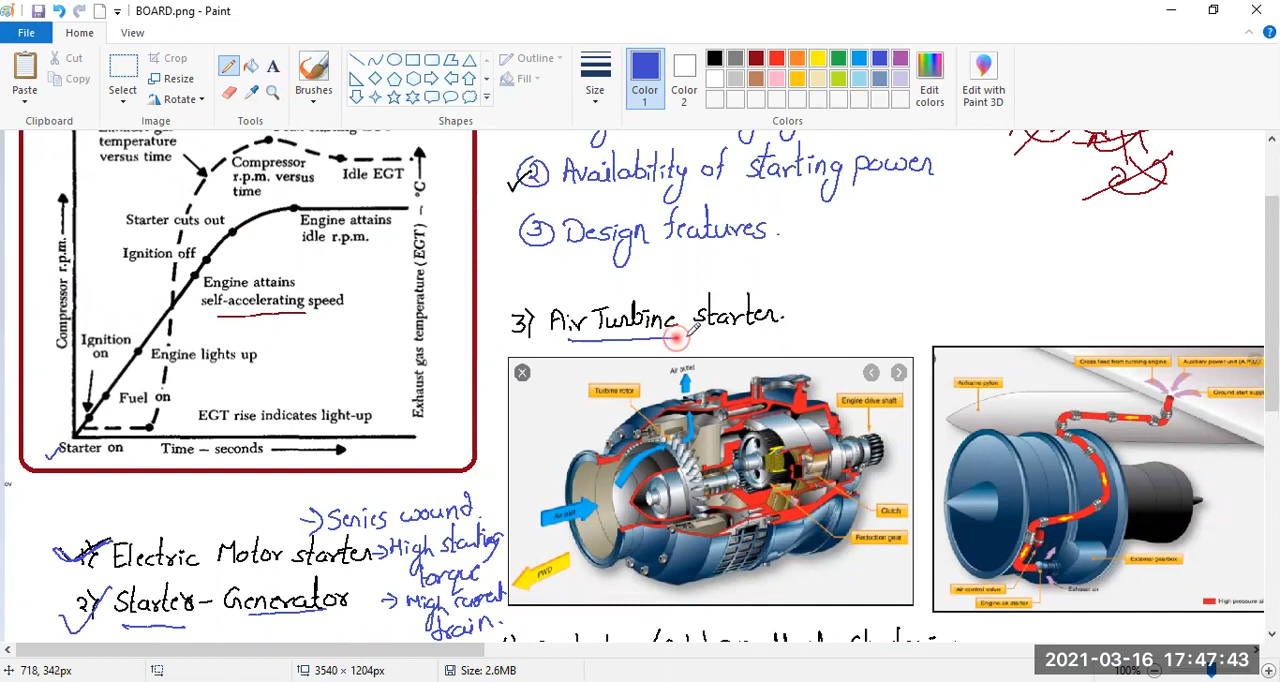 BOARD.png - Paint
File
Home
View
Cut
Copy
Paste
Clipboard
Crop
Resize
Rotate
Select
Image
Tools
Brushes
Shapes
Outline
Fill
Size
Color 1
Color 2
Edit colors
Edit with Paint 3D
Colors
temperature
versus time
Compressor
r.p.m. versus
time
Idle EGT
Starter cuts out
Engine attains
idle r.p.m.
Ignition off
Engine attains
self-accelerating speed
Ignition
on
Engine lights up
Fuel on
EGT rise indicates light-up
Starter on
Time – seconds
Compressor r.p.m.
Exhaust gas temperature (EGT) – °C
② Availability of starting power
③ Design features.
3) Air Turbine starter.
Air outlet
Turbine rotor
Engine drive shaft
Air inlet
Clutch
Reduction gear
FWD
Cross feed from running engine
Auxiliary power unit (A.P.U.)
Ground start supply
Airframe pylon
External gearbox
Air control valve
Exhaust air
Engine air starter
High pressure ai
→ Series wound.
1) Electric Motor starter → High starting
torque
2) Starter - Generator → High current
drain.
718, 342px
3540 × 1204px
Size: 2.6MB
100%
2021-03-16 17:47:43